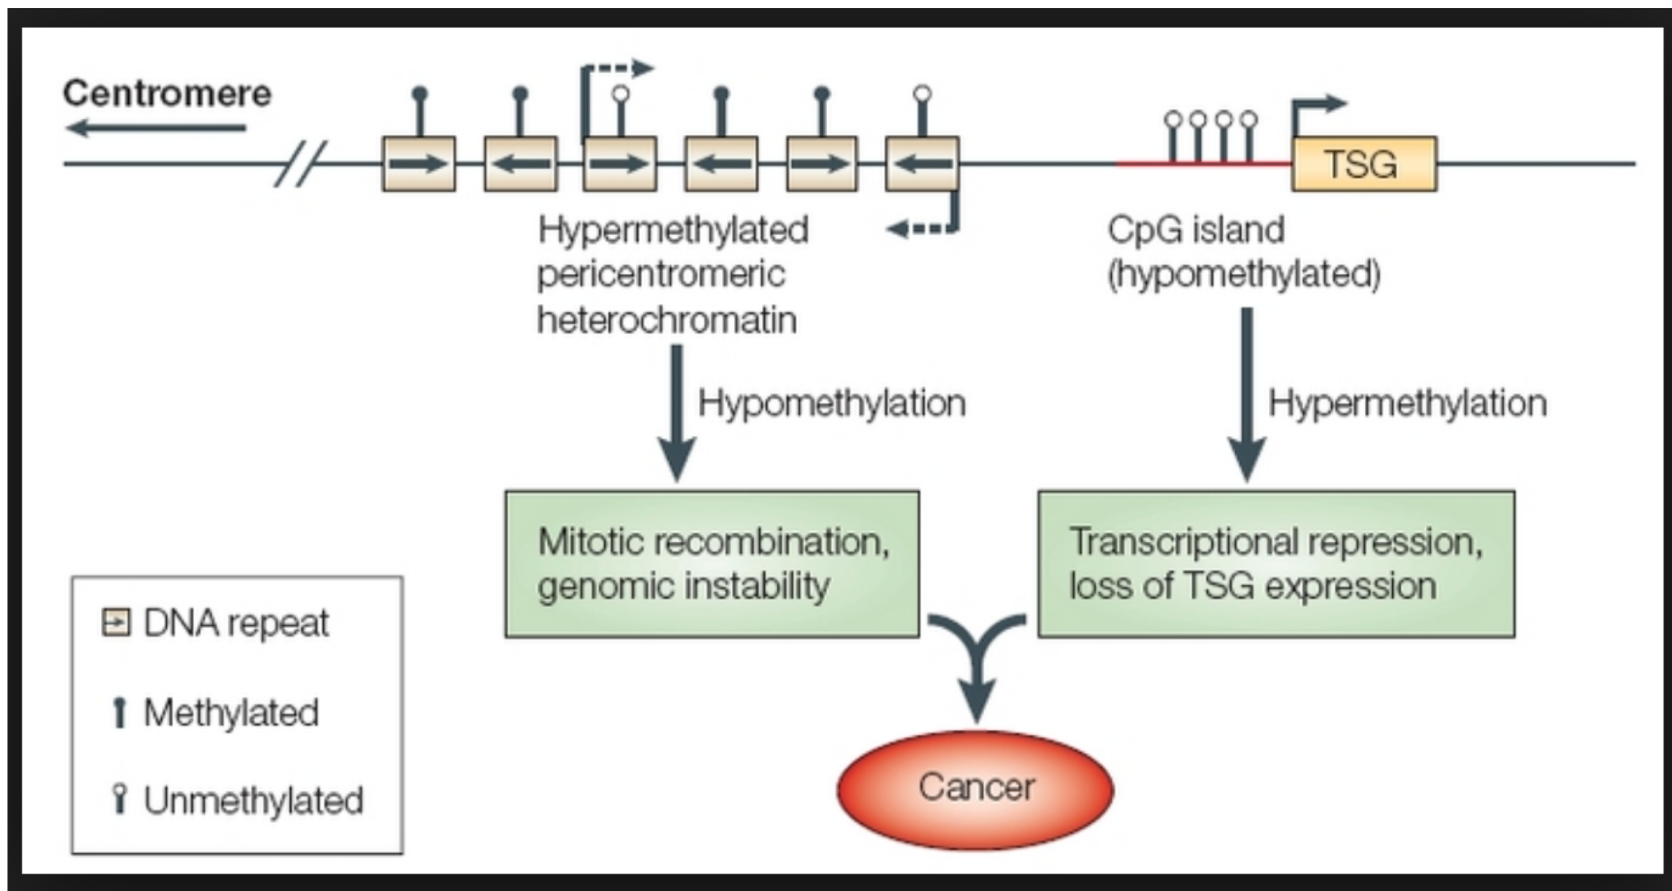 Centromere
TSG
Hypermethylated
pericentromeric
heterochromatin
CpG island
(hypomethylated)
Hypomethylation
Hypermethylation
Mitotic recombination,
genomic instability
Transcriptional repression,
loss of TSG expression
DNA repeat
Methylated
Unmethylated
Cancer